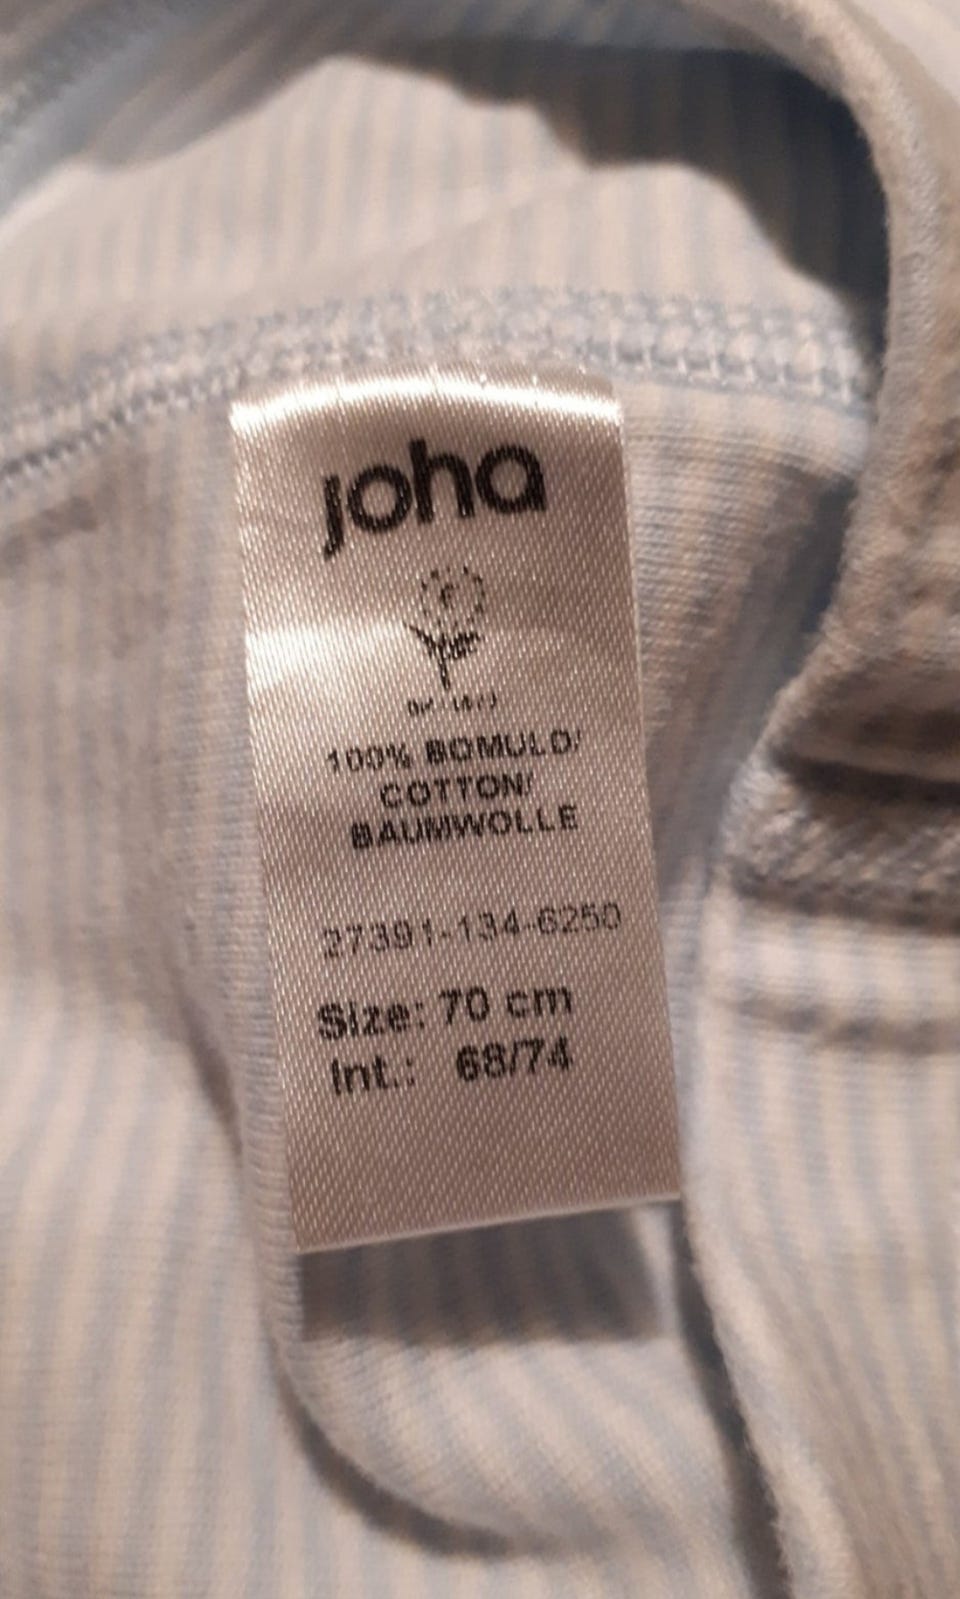 joha
100% BOMULD/
COTTON/
BAUMWOLLE
27391-134-6250
Size: 70 cm
Int.: 68/74